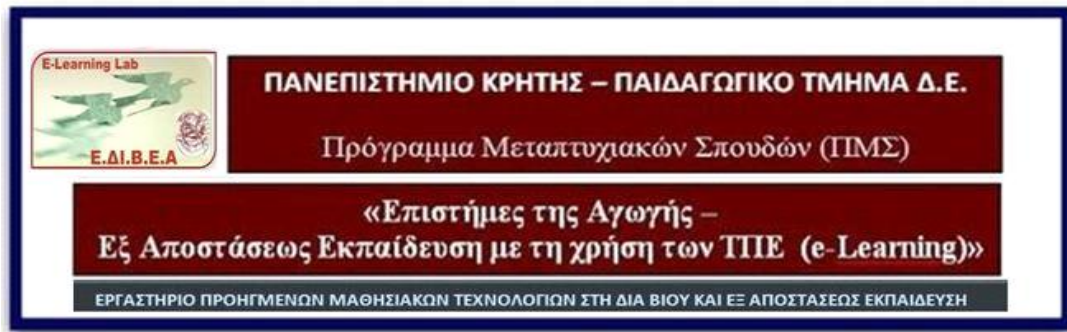 E-Learning Lab
Ε.ΔΙ.Β.Ε.Α
ΠΑΝΕΠΙΣΤΗΜΙΟ ΚΡΗΤΗΣ – ΠΑΙΔΑΓΩΓΙΚΟ ΤΜΗΜΑ Δ.Ε.
Πρόγραμμα Μεταπτυχιακών Σπουδών (ΠΜΣ)
«Επιστήμες της Αγωγής –
Εξ Αποστάσεως Εκπαίδευση με τη χρήση των ΤΠΕ (e-Learning)»
ΕΡΓΑΣΤΗΡΙΟ ΠΡΟΗΓΜΕΝΩΝ ΜΑΘΗΣΙΑΚΩΝ ΤΕΧΝΟΛΟΓΙΩΝ ΣΤΗ ΔΙΑ ΒΙΟΥ ΚΑΙ ΕΞ ΑΠΟΣΤΑΣΕΩΣ ΕΚΠΑΙΔΕΥΣΗ